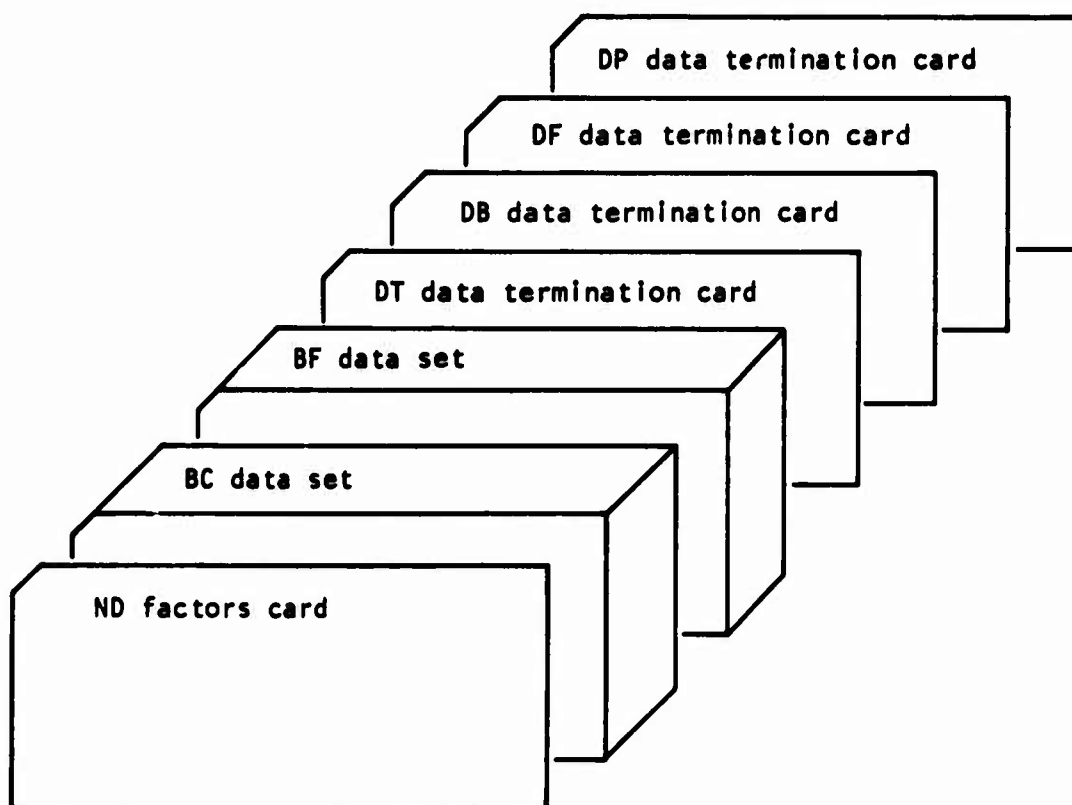 DP data termination card
DF data termination card
DB data termination card
DT data termination card
BF data set
BC data set
ND factors card